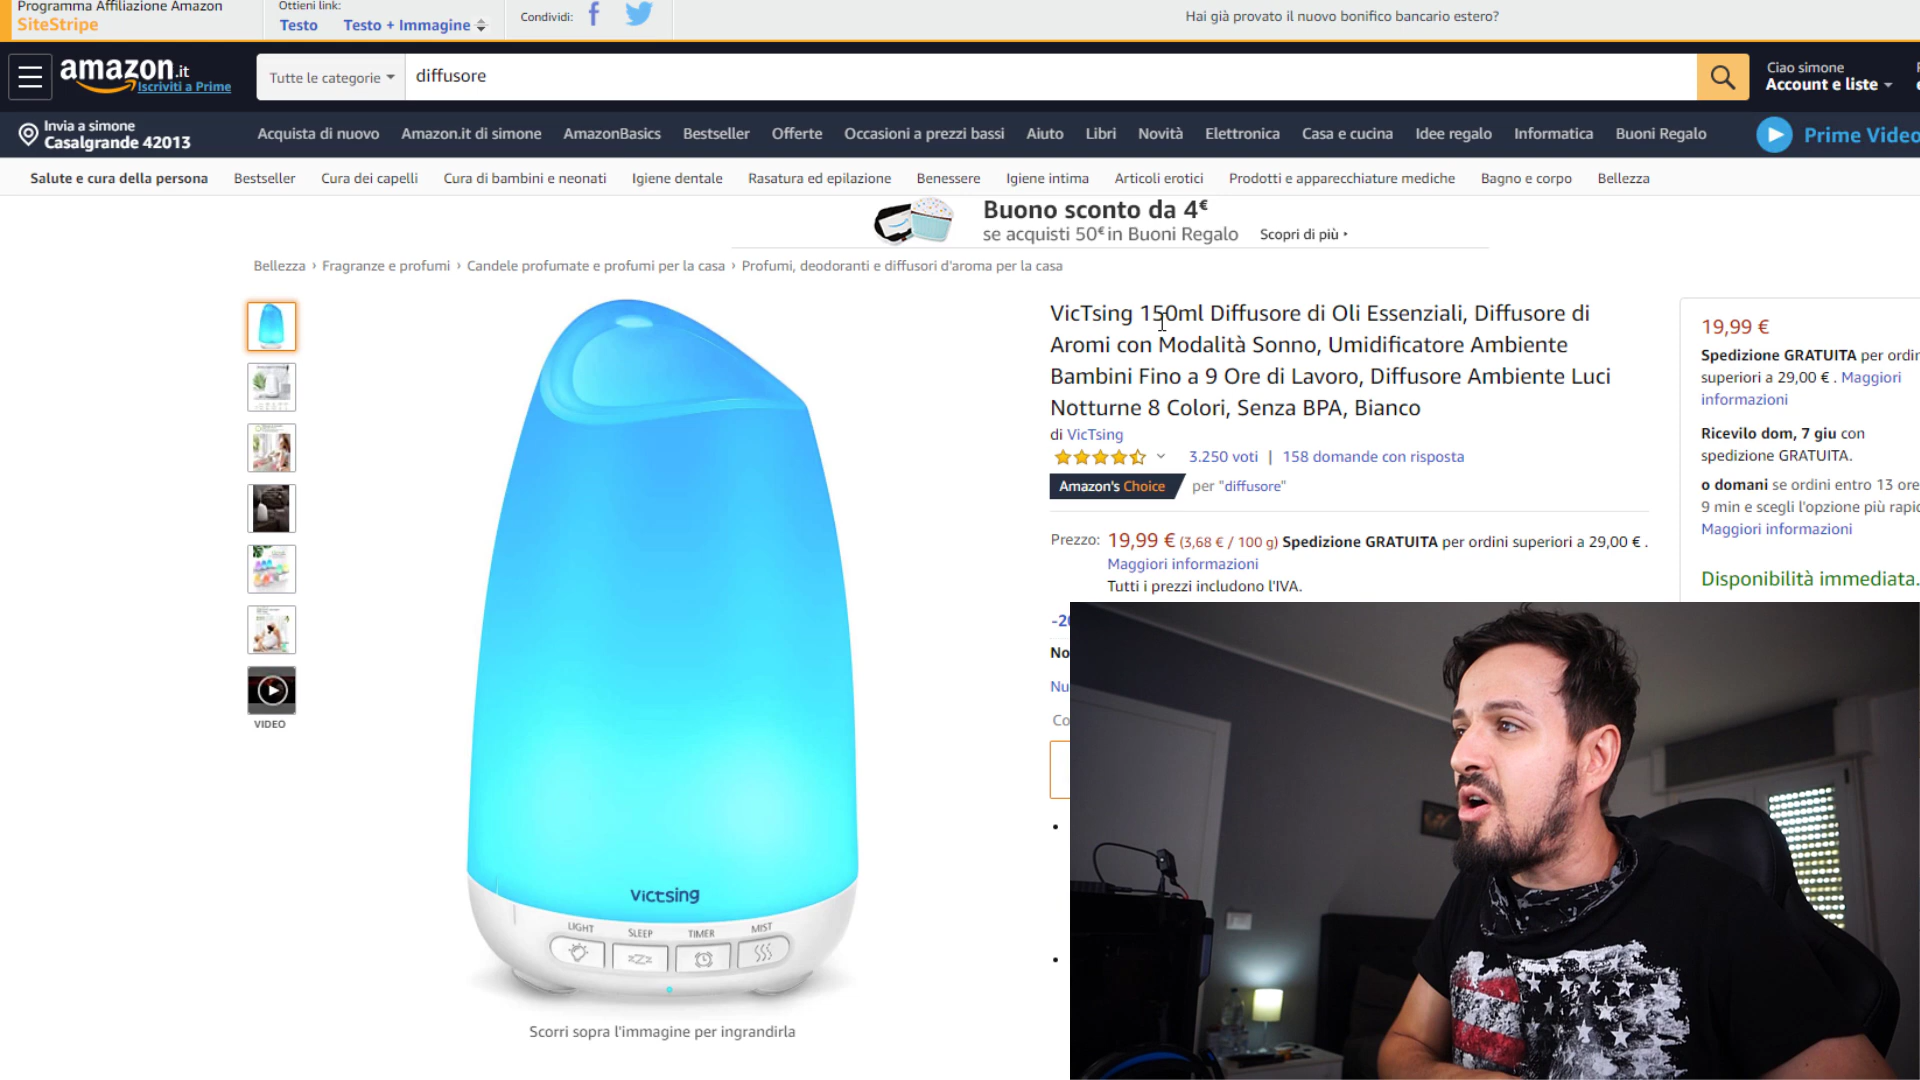 Programma Affiliazione Amazon
SiteStripe
Ottieni link:
Testo
Testo + Immagine
Condividi:
Hai già provato il nuovo bonifico bancario estero?
amazon.it
Iscriviti a Prime
Tutte le categorie
diffusore
Ciao simone
Account e liste
Invia a simone
Casalgrande 42013
Acquista di nuovo
Amazon.it di simone
AmazonBasics
Bestseller
Offerte
Occasioni a prezzi bassi
Aiuto
Libri
Novità
Elettronica
Casa e cucina
Idee regalo
Informatica
Buoni Regalo
Prime Video
Salute e cura della persona
Bestseller
Cura dei capelli
Cura di bambini e neonati
Igiene dentale
Rasatura ed epilazione
Benessere
Igiene intima
Articoli erotici
Prodotti e apparecchiature mediche
Bagno e corpo
Bellezza
Buono sconto da 4€
se acquisti 50€ in Buoni Regalo
Scopri di più ›
Bellezza › Fragranze e profumi › Candele profumate e profumi per la casa › Profumi, deodoranti e diffusori d'aroma per la casa
VIDEO
Victsing
LIGHT
SLEEP
TIMER
MIST
zZz
Scorri sopra l'immagine per ingrandirla
VicTsing 150ml Diffusore di Oli Essenziali, Diffusore di
Aromi con Modalità Sonno, Umidificatore Ambiente
Bambini Fino a 9 Ore di Lavoro, Diffusore Ambiente Luci
Notturne 8 Colori, Senza BPA, Bianco
di VicTsing
3.250 voti | 158 domande con risposta
Amazon's Choice
per "diffusore"
Prezzo: 19,99 € (3,68 € / 100 g) Spedizione GRATUITA per ordini superiori a 29,00 € .
Maggiori informazioni
Tutti i prezzi includono l'IVA.
No
Nu
Co
19,99 €
Spedizione GRATUITA per ordin
superiori a 29,00 € . Maggiori
informazioni
Ricevilo dom, 7 giu con
spedizione GRATUITA.
o domani se ordini entro 13 ore
9 min e scegli l'opzione più rapid
Maggiori informazioni
Disponibilità immediata.